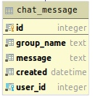 chat_message
id integer
group_name text
message text
created datetime
user_id integer